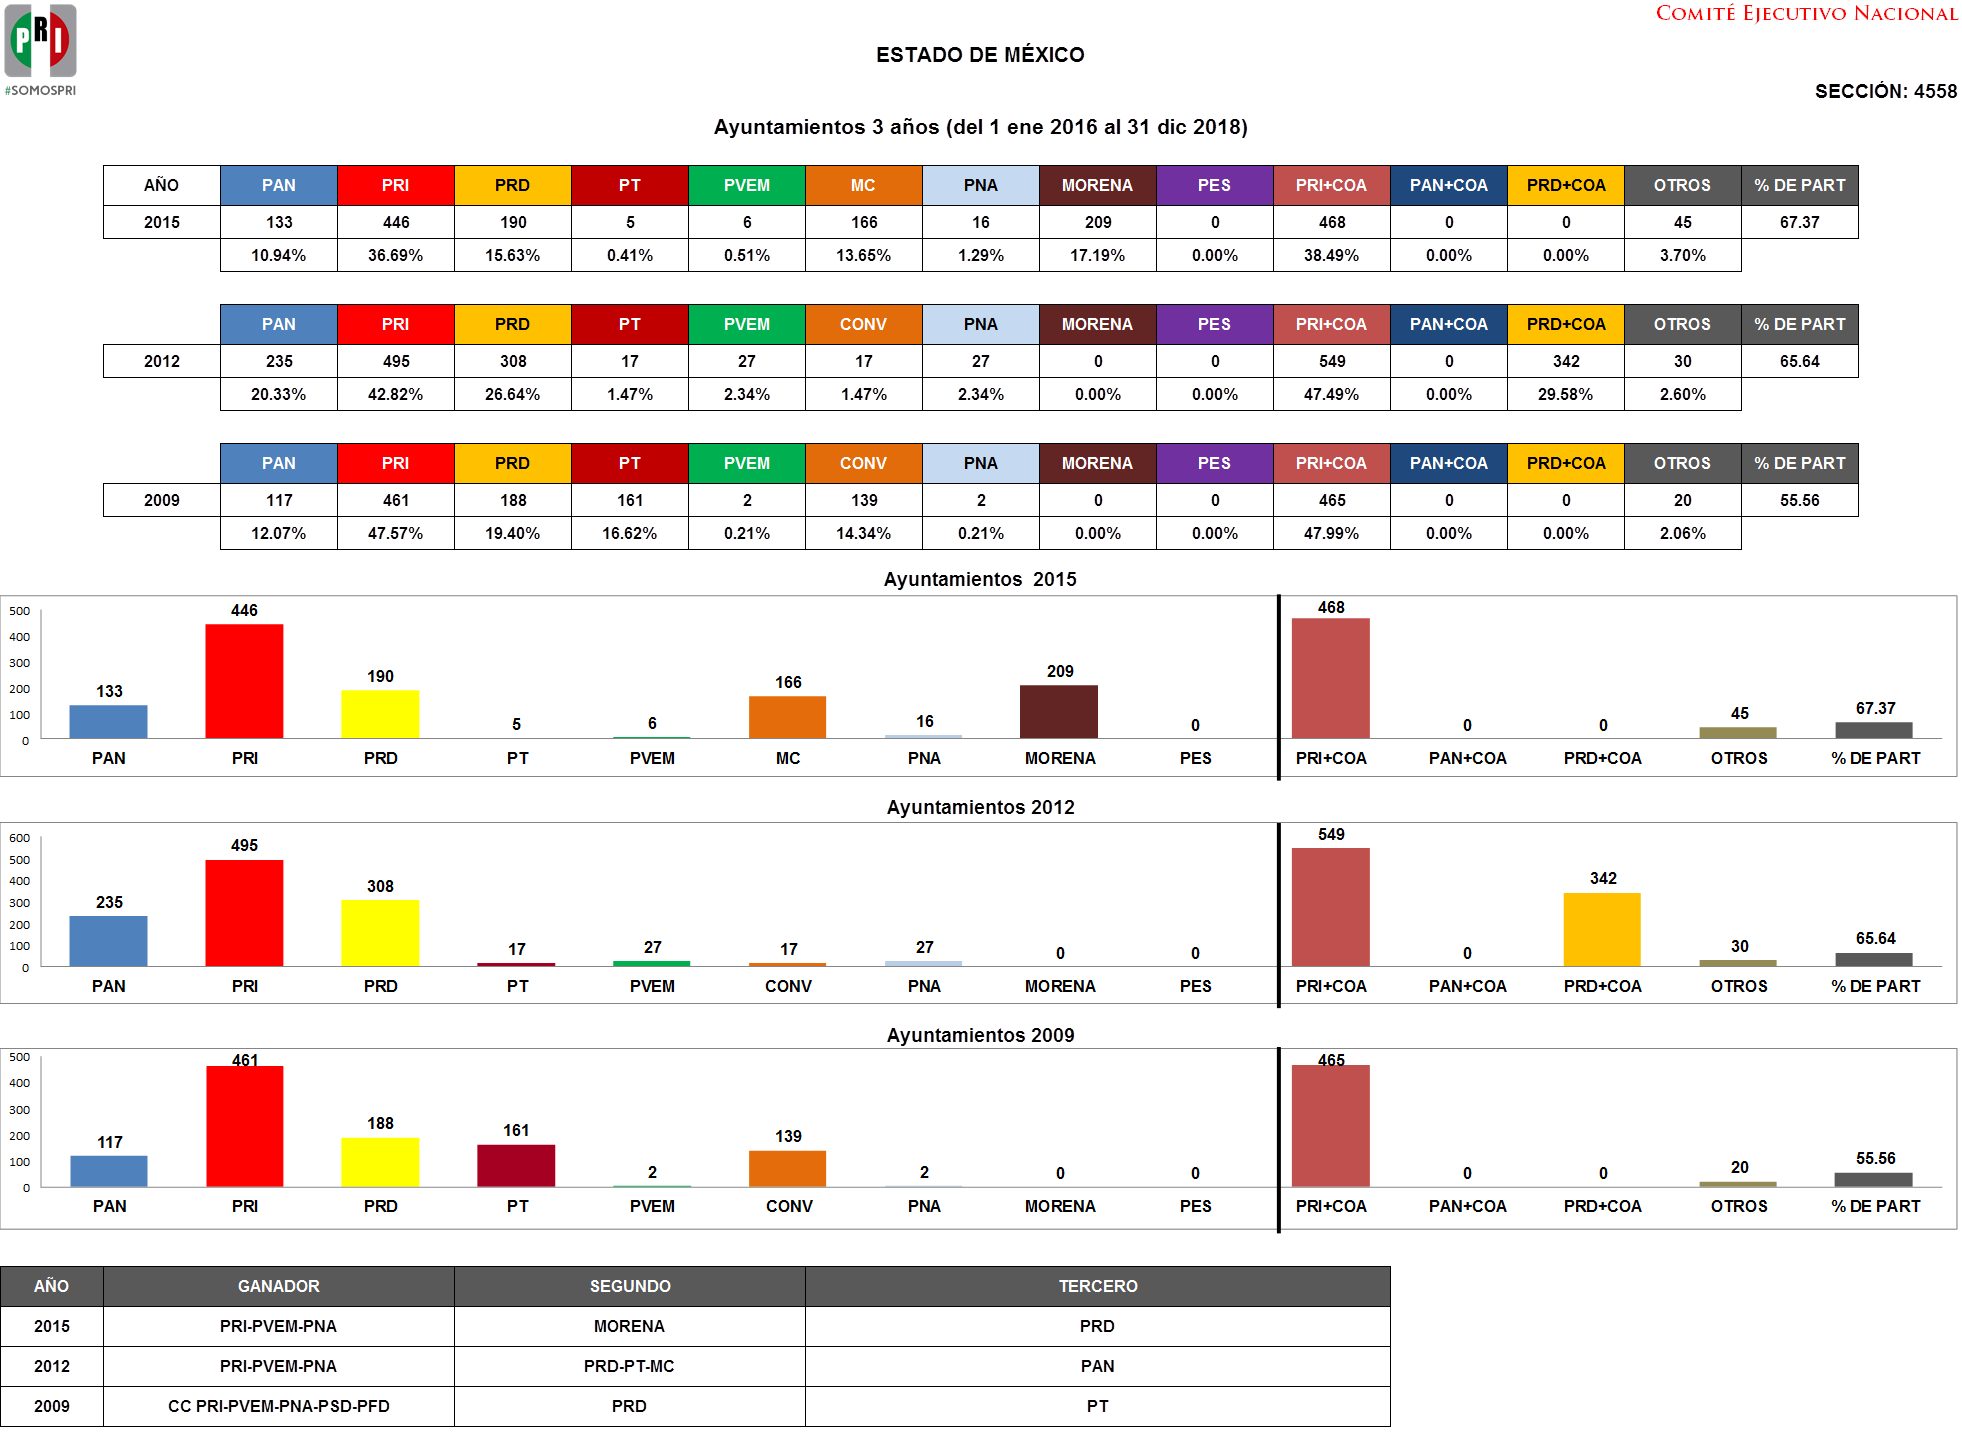 PRI
#SOMOSPRI
COMITÉ EJECUTIVO NACIONAL
ESTADO DE MÉXICO
SECCIÓN: 4558
Ayuntamientos 3 años (del 1 ene 2016 al 31 dic 2018)
AÑO PAN PRI PRD PT PVEM MC PNA MORENA PES PRI+COA PAN+COA PRD+COA OTROS % DE PART
2015 133 446 190 5 6 166 16 209 0 468 0 0 45 67.37
10.94% 36.69% 15.63% 0.41% 0.51% 13.65% 1.29% 17.19% 0.00% 38.49% 0.00% 0.00% 3.70%
PAN PRI PRD PT PVEM CONV PNA MORENA PES PRI+COA PAN+COA PRD+COA OTROS % DE PART
2012 235 495 308 17 27 17 27 0 0 549 0 342 30 65.64
20.33% 42.82% 26.64% 1.47% 2.34% 1.47% 2.34% 0.00% 0.00% 47.49% 0.00% 29.58% 2.60%
PAN PRI PRD PT PVEM CONV PNA MORENA PES PRI+COA PAN+COA PRD+COA OTROS % DE PART
2009 117 461 188 161 2 139 2 0 0 465 0 0 20 55.56
12.07% 47.57% 19.40% 16.62% 0.21% 14.34% 0.21% 0.00% 0.00% 47.99% 0.00% 0.00% 2.06%
Ayuntamientos 2015
500
400
300
200
100
0
133 446 190 5 6 166 16 209 0 468 0 0 45 67.37
PAN PRI PRD PT PVEM MC PNA MORENA PES PRI+COA PAN+COA PRD+COA OTROS % DE PART
Ayuntamientos 2012
600
500
400
300
200
100
0
235 495 308 17 27 17 27 0 0 549 0 342 30 65.64
PAN PRI PRD PT PVEM CONV PNA MORENA PES PRI+COA PAN+COA PRD+COA OTROS % DE PART
Ayuntamientos 2009
500
400
300
200
100
0
117 461 188 161 2 139 2 0 0 465 0 0 20 55.56
PAN PRI PRD PT PVEM CONV PNA MORENA PES PRI+COA PAN+COA PRD+COA OTROS % DE PART
AÑO GANADOR SEGUNDO TERCERO
2015 PRI-PVEM-PNA MORENA PRD
2012 PRI-PVEM-PNA PRD-PT-MC PAN
2009 CC PRI-PVEM-PNA-PSD-PFD PRD PT